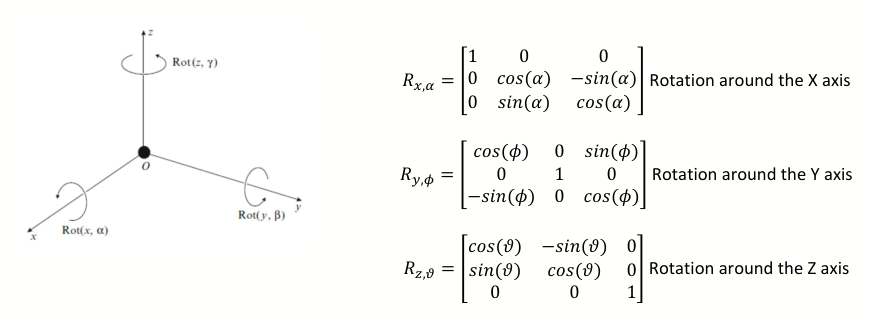 z
Rot(z, γ)
O
y
Rot(y, β)
x
Rot(x, α)
R_{x,α} = [1 0 0
0 cos(α) −sin(α)
0 sin(α) cos(α)] Rotation around the X axis
R_{y,ϕ} = [cos(ϕ) 0 sin(ϕ)
0 1 0
−sin(ϕ) 0 cos(ϕ)] Rotation around the Y axis
R_{z,ϑ} = [cos(ϑ) −sin(ϑ) 0
sin(ϑ) cos(ϑ) 0
0 0 1] Rotation around the Z axis